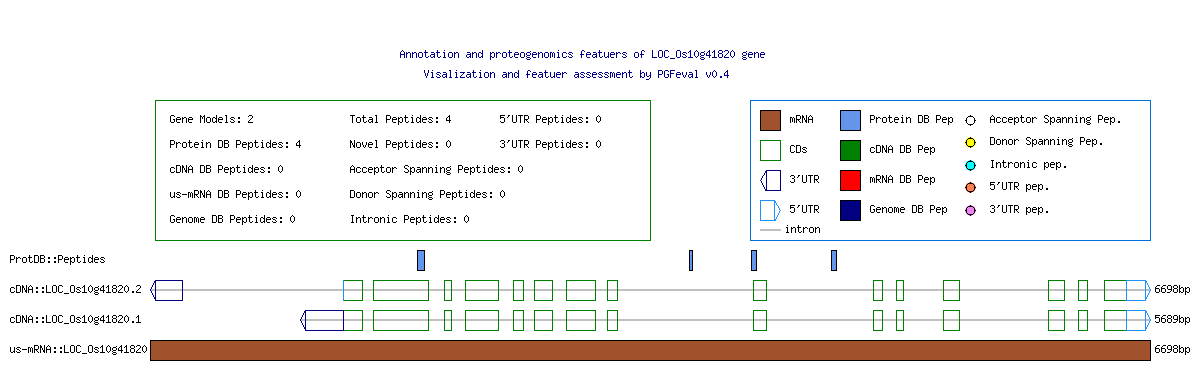 Annotation and proteogenomics featuers of LOC_Os10g41820 gene
Visalization and featuer assessment by PGFeval v0.4
Gene Models: 2 Total Peptides: 4 5'UTR Peptides: 0
Protein DB Peptides: 4 Novel Peptides: 0 3'UTR Peptides: 0
cDNA DB Peptides: 0 Acceptor Spanning Peptides: 0
us-mRNA DB Peptides: 0 Donor Spanning Peptides: 0
Genome DB Peptides: 0 Intronic Peptides: 0
mRNA Protein DB Pep Acceptor Spanning Pep.
CDs cDNA DB Pep Donor Spanning Pep.
3'UTR mRNA DB Pep Intronic pep.
5'UTR Genome DB Pep 5'UTR pep.
intron 3'UTR pep.
ProtDB::Peptides
cDNA::LOC_Os10g41820.2 6698bp
cDNA::LOC_Os10g41820.1 5689bp
us-mRNA::LOC_Os10g41820 6698bp